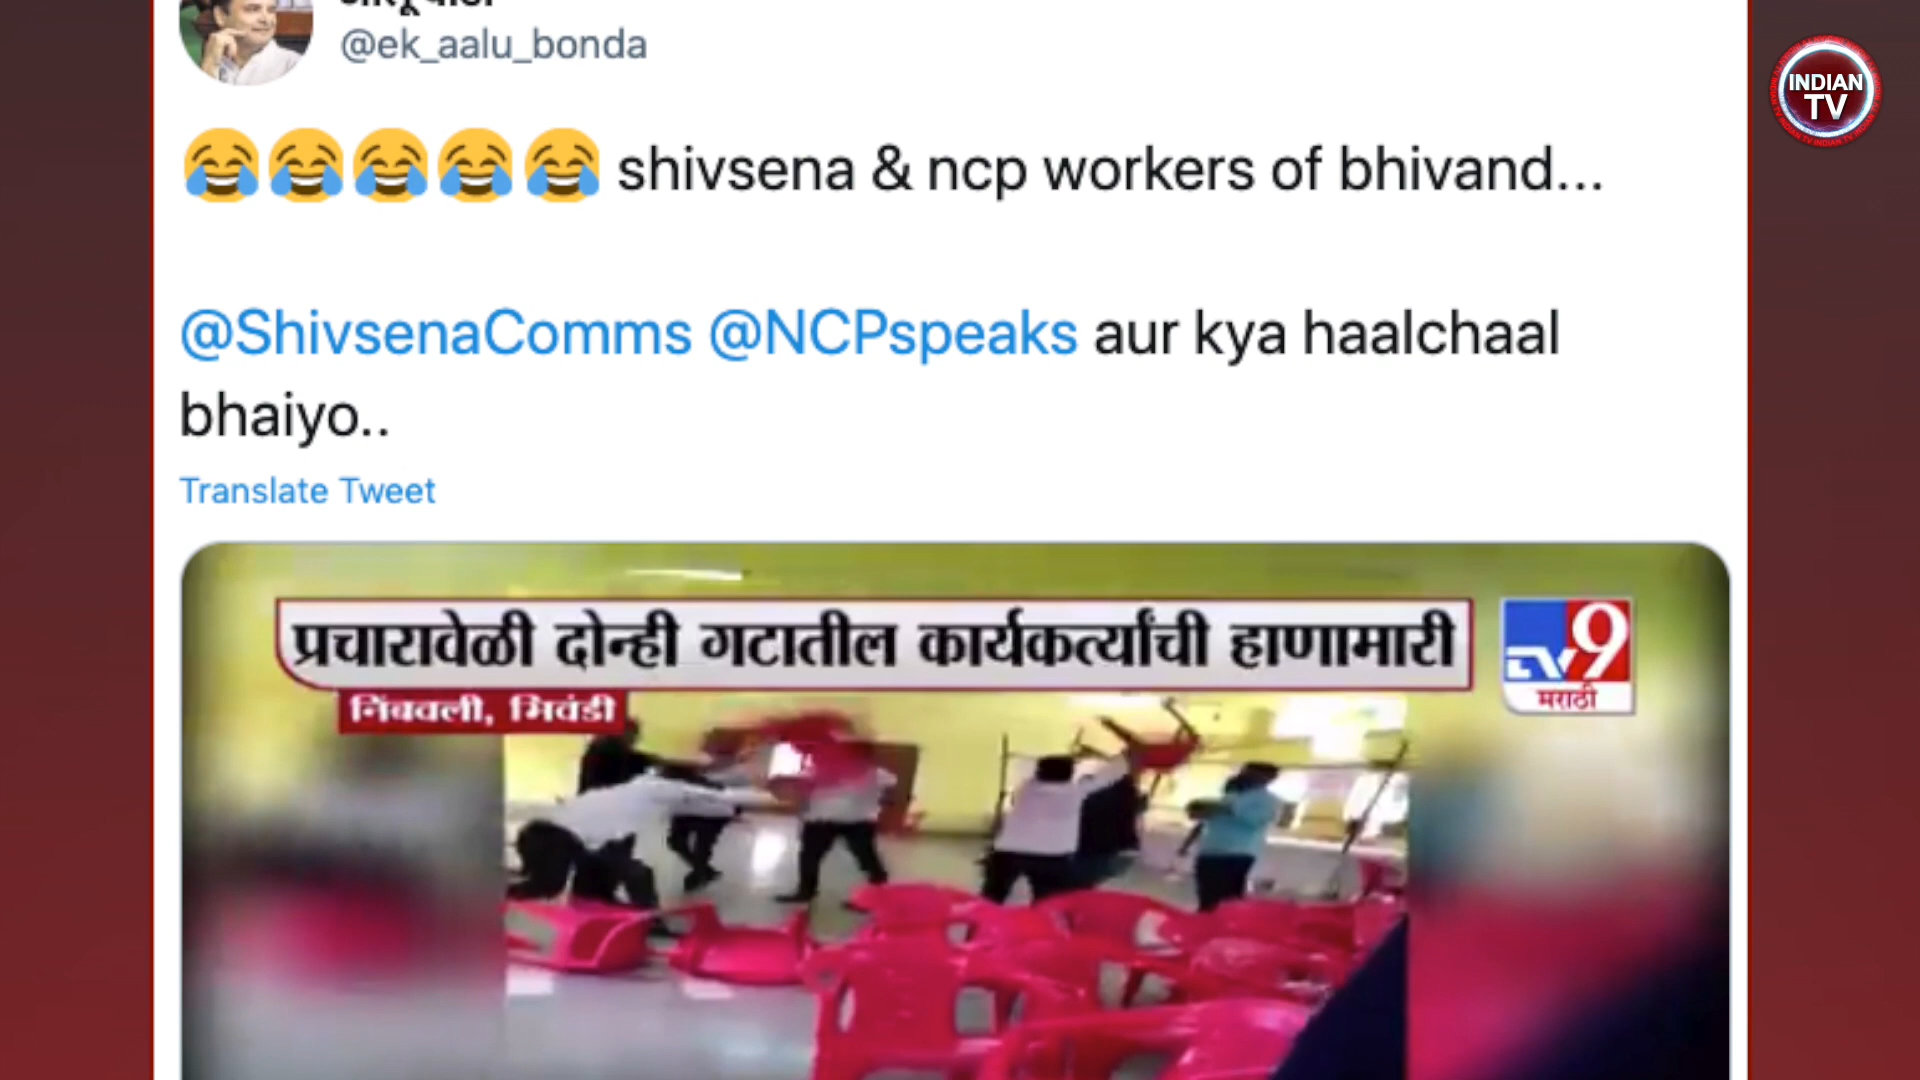 @ek_aalu_bonda
INDIAN
TV
😂😂😂😂😂 shivsena & ncp workers of bhivand...
@ShivsenaComms @NCPspeaks aur kya haalchaal
bhaiyo..
Translate Tweet
प्रचारावेळी दोन्ही गटातील कार्यकर्त्यांची हाणामारी
निंबवली, भिवंडी
TV9
मराठी